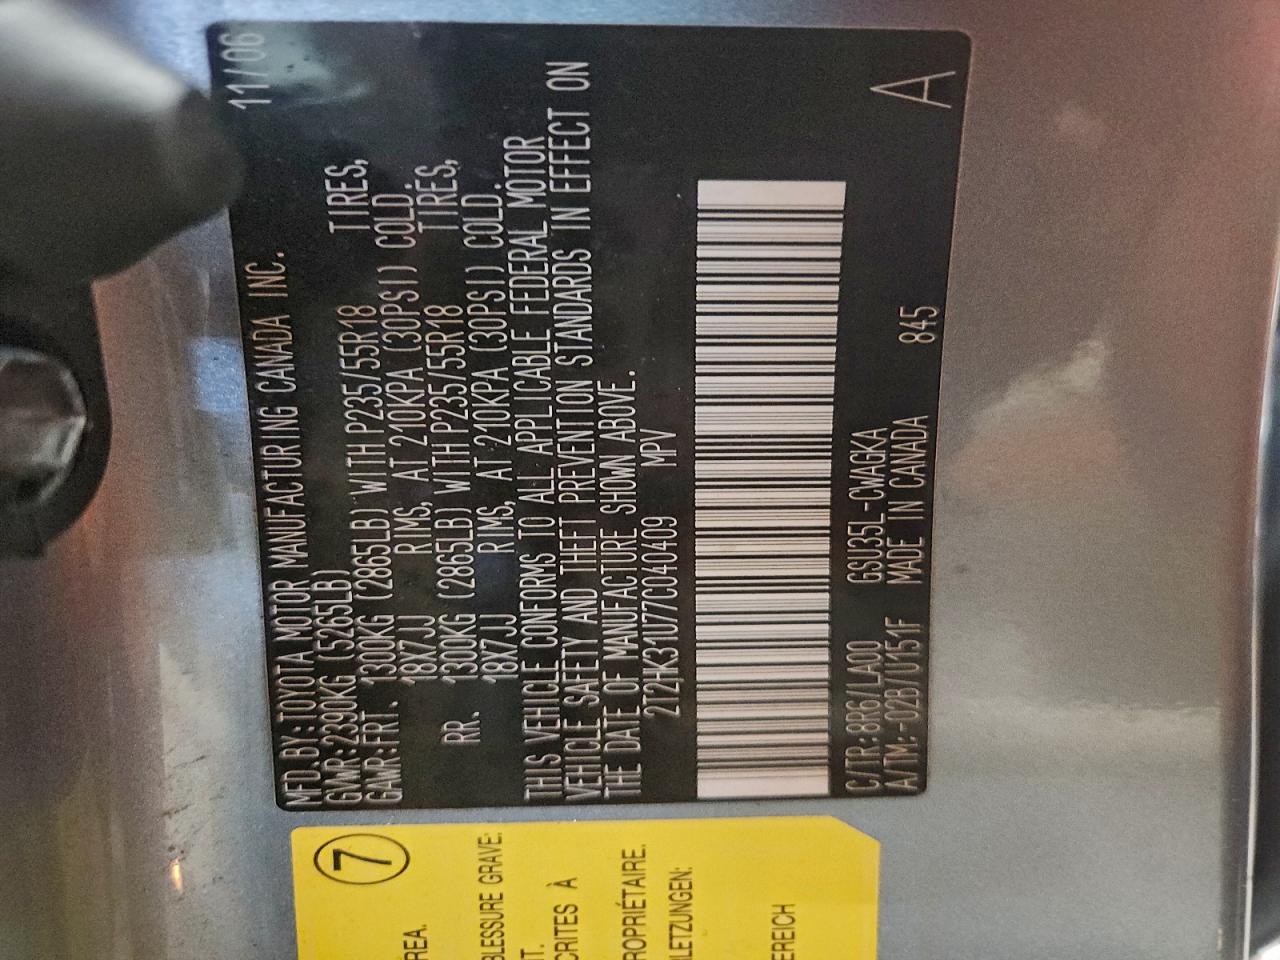 MFD. BY: TOYOTA MOTOR MANUFACTURING CANADA INC. 11/06
GVWR: 2390KG (5265LB)
GAWR: FRT. 1300KG (2865LB) WITH P235/55R18 TIRES,
18X7JJ RIMS, AT 210KPA (30PSI) COLD.
RR. 1300KG (2865LB) WITH P235/55R18 TIRES,
18X7JJ RIMS, AT 210KPA (30PSI) COLD.
THIS VEHICLE CONFORMS TO ALL APPLICABLE FEDERAL MOTOR
VEHICLE SAFETY AND THEFT PREVENTION STANDARDS IN EFFECT ON
THE DATE OF MANUFACTURE SHOWN ABOVE.
2T2HK31U77C040409 MPV
C/TR: 8R6/LA00 GSU35L-CWAGKA
A/TM: -02B/U151F MADE IN CANADA 845 A
7
REA.
BLESSURE GRAVE:
IT.
CRITES À
ROPRIÉTAIRE.
RLETZUNGEN:
EREICH